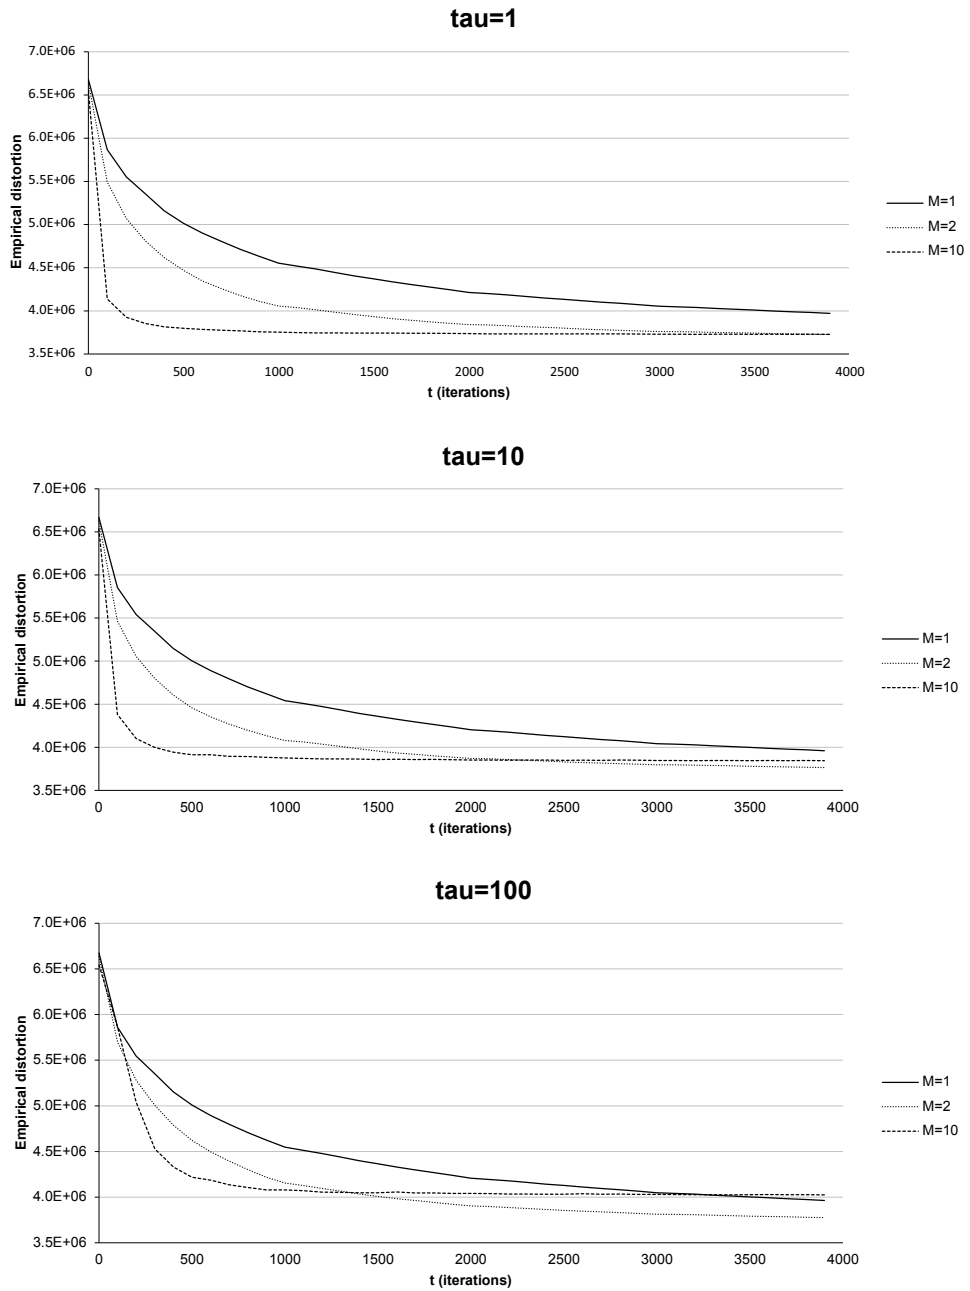 tau=1
7.0E+06
6.5E+06
6.0E+06
5.5E+06
5.0E+06
4.5E+06
4.0E+06
3.5E+06
Empirical distortion
0 500 1000 1500 2000 2500 3000 3500 4000
t (iterations)
M=1
M=2
M=10
tau=10
7.0E+06
6.5E+06
6.0E+06
5.5E+06
5.0E+06
4.5E+06
4.0E+06
3.5E+06
Empirical distortion
0 500 1000 1500 2000 2500 3000 3500 4000
t (iterations)
M=1
M=2
M=10
tau=100
7.0E+06
6.5E+06
6.0E+06
5.5E+06
5.0E+06
4.5E+06
4.0E+06
3.5E+06
Empirical distortion
0 500 1000 1500 2000 2500 3000 3500 4000
t (iterations)
M=1
M=2
M=10